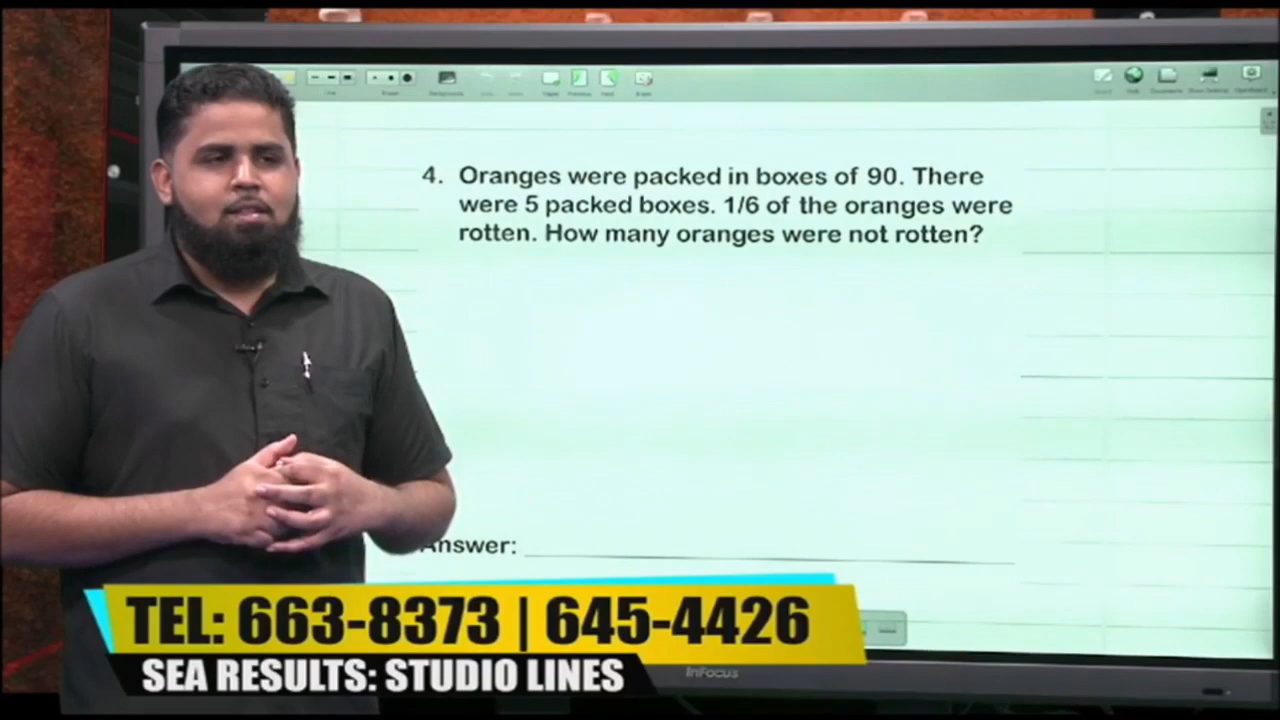 4. Oranges were packed in boxes of 90. There
were 5 packed boxes. 1/6 of the oranges were
rotten. How many oranges were not rotten?
Answer:
TEL: 663-8373 | 645-4426
SEA RESULTS: STUDIO LINES
InFocus